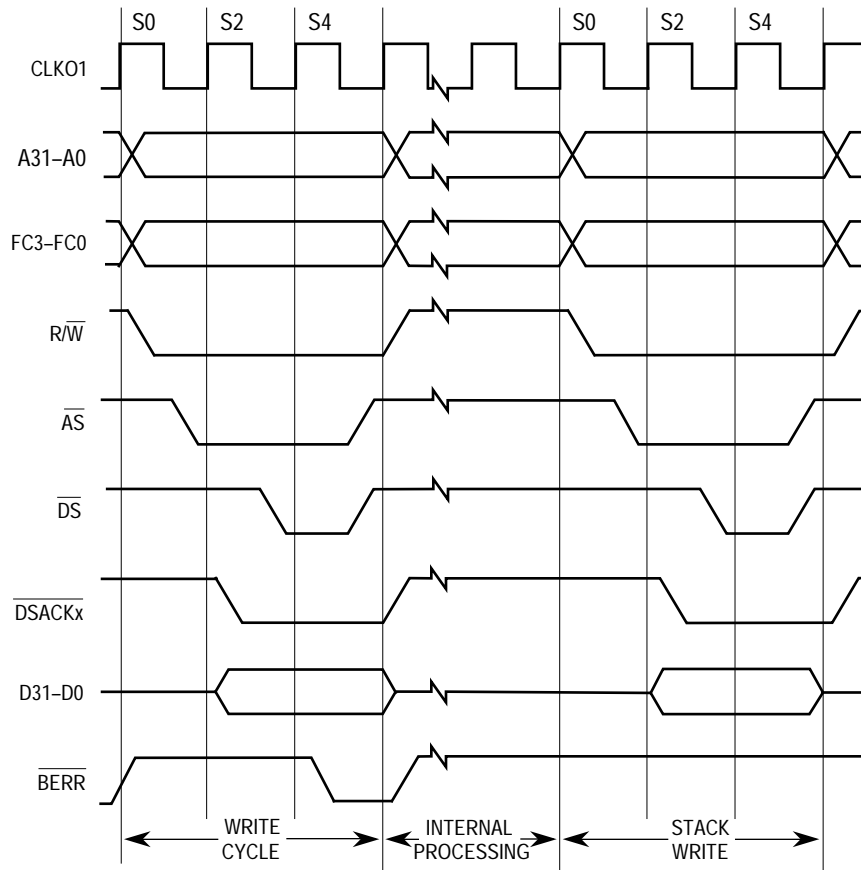 S0 S2 S4 S0 S2 S4
CLKO1
A31–A0
FC3–FC0
R/W
AS
DS
DSACKx
D31–D0
BERR
WRITE CYCLE
INTERNAL PROCESSING
STACK WRITE